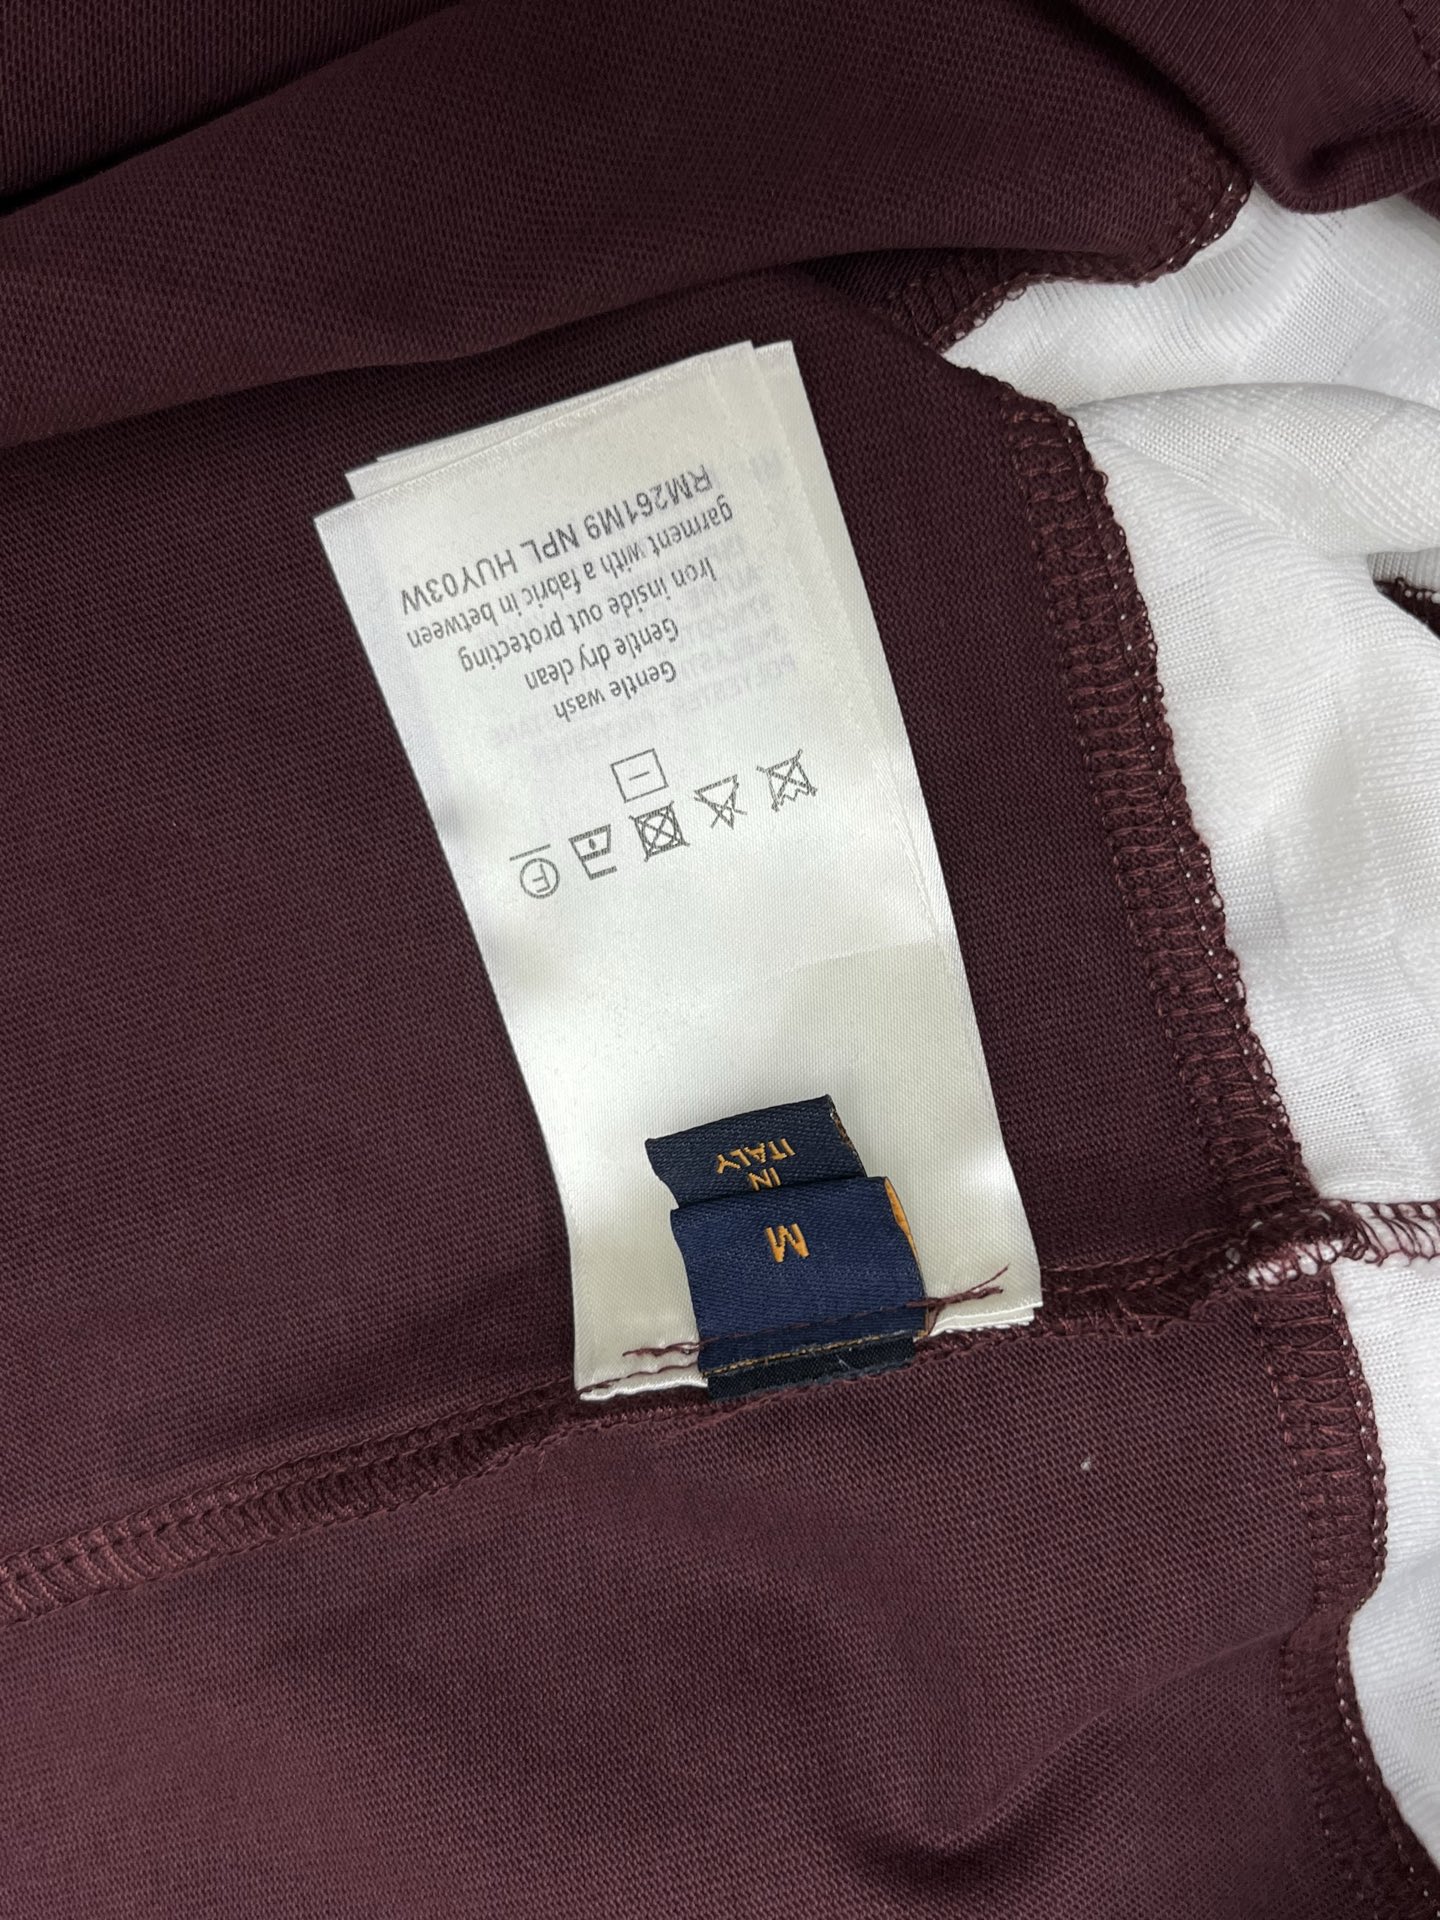 Gentle wash
Gentle dry clean
Iron inside out protecting
garment with a fabric in between
RM261M9 NPL HUY03W
F
M
IN
ITALY